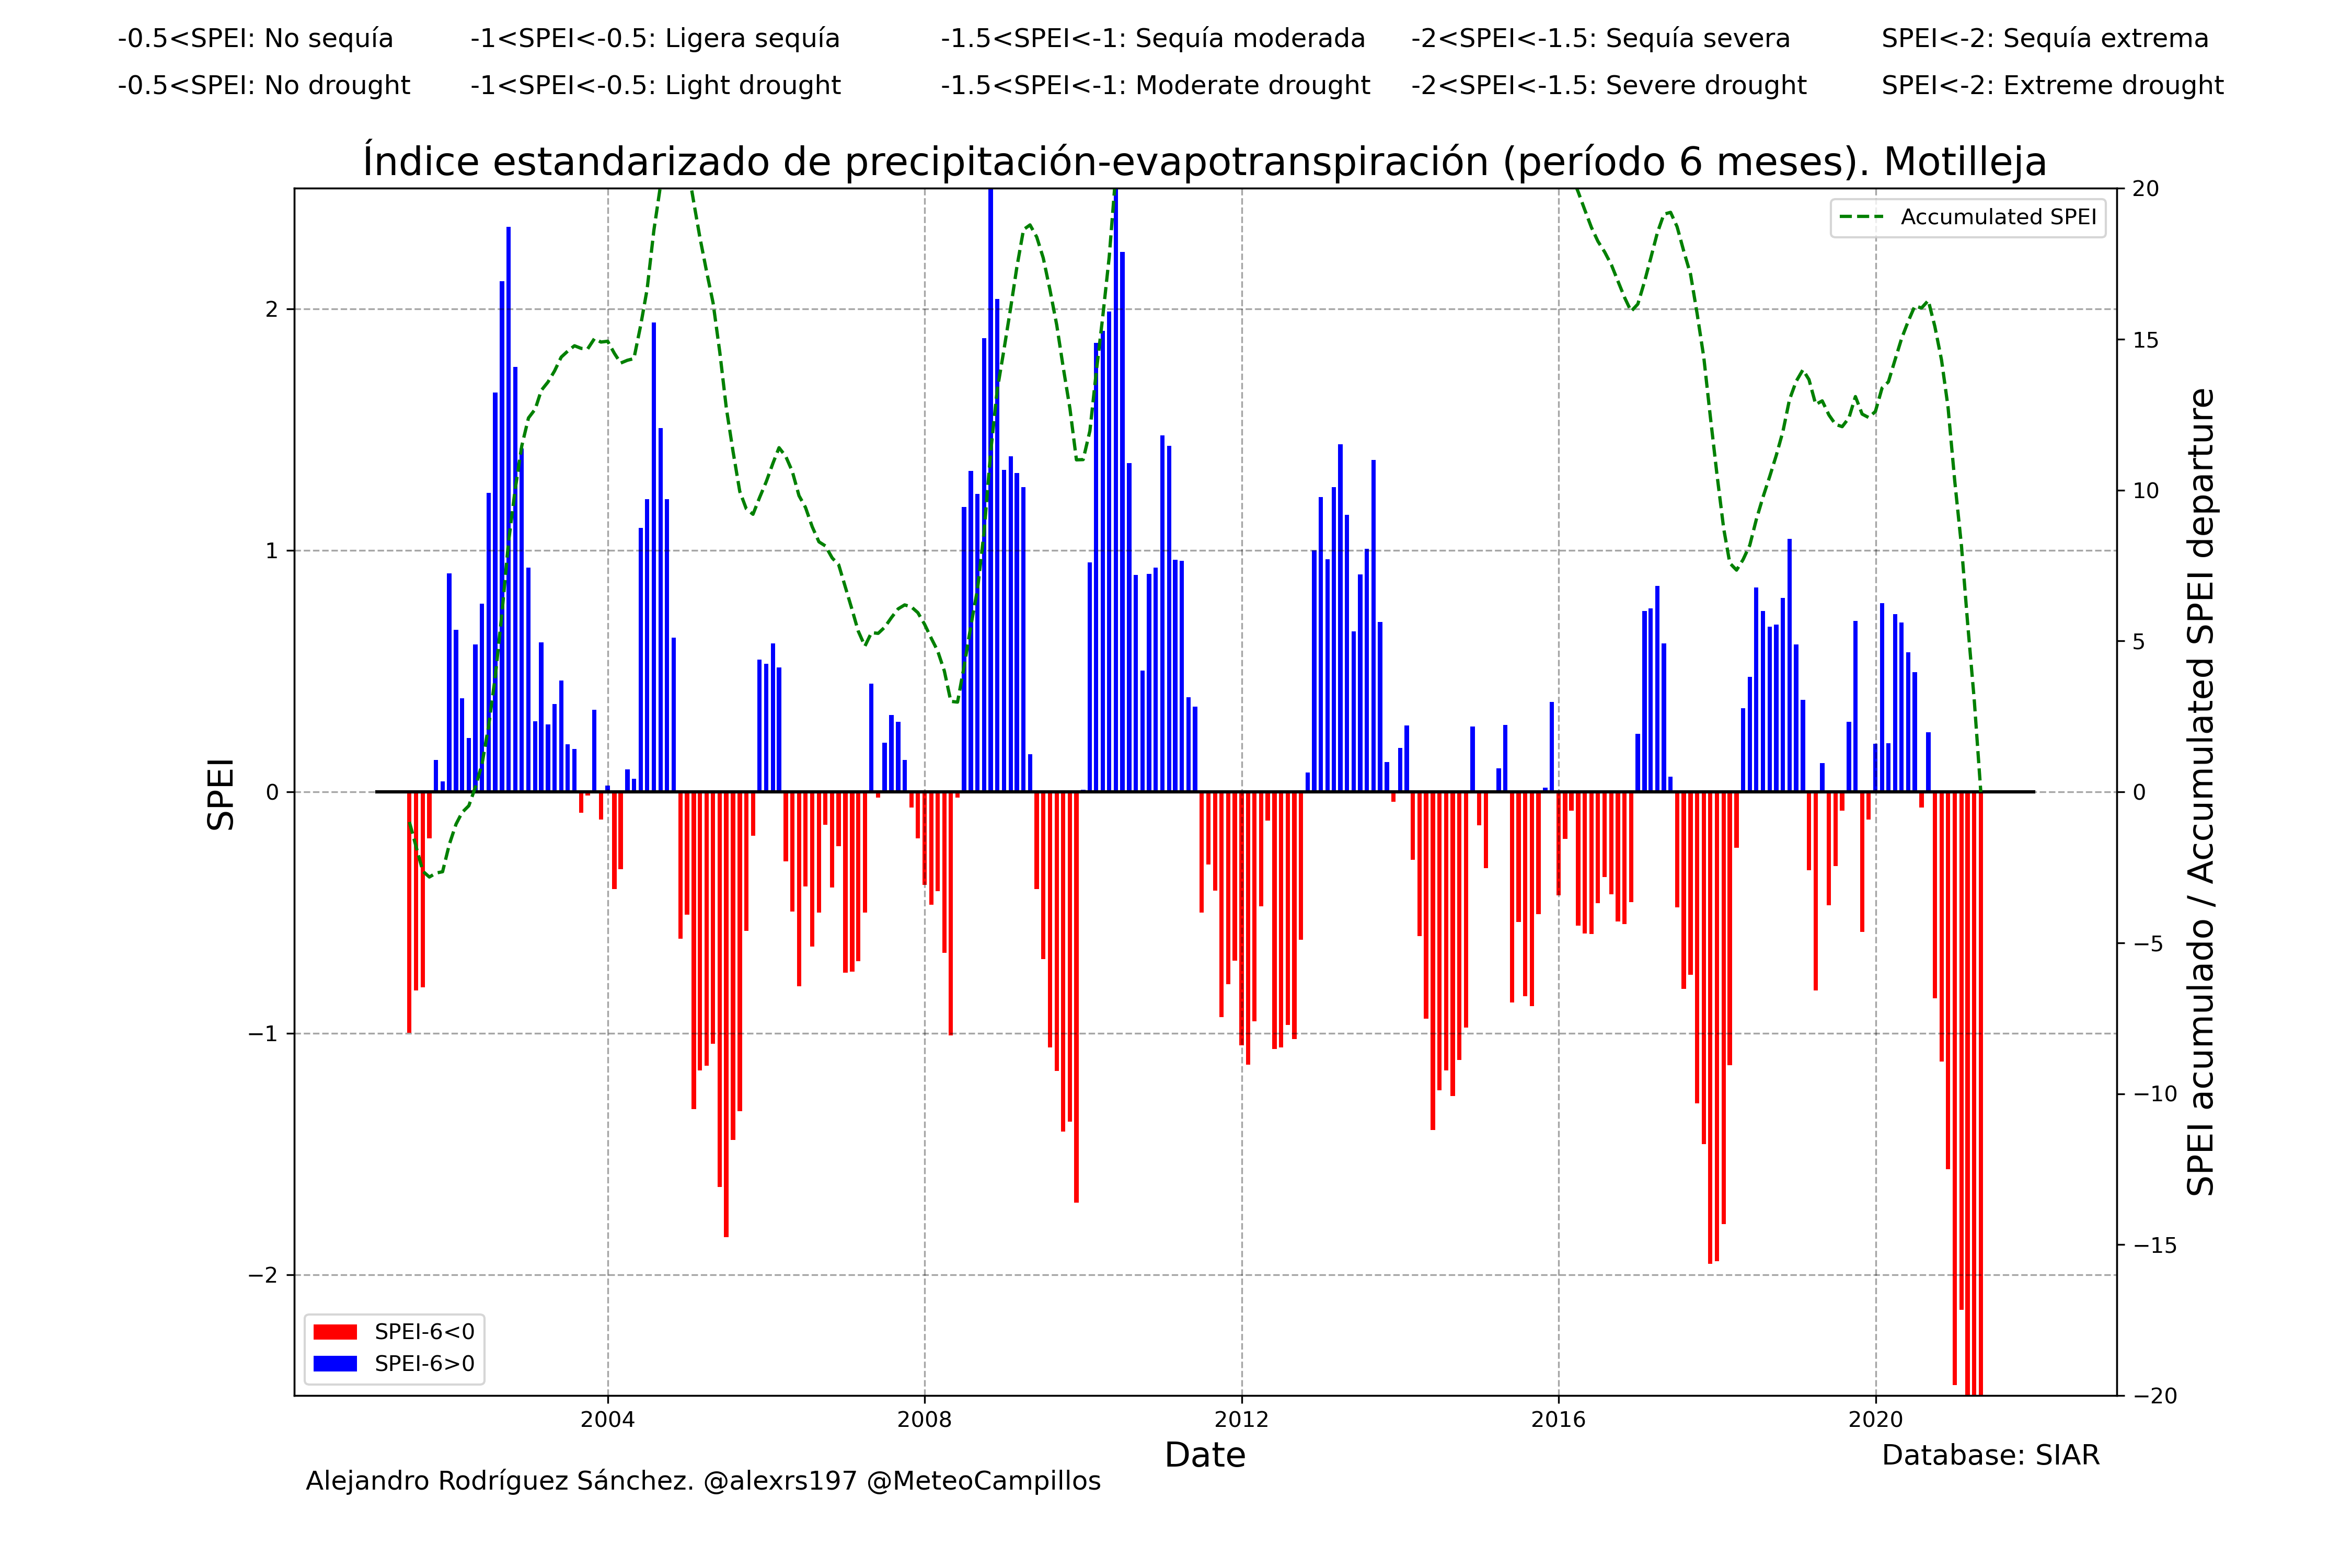 -0.5<SPEI: No sequía -1<SPEI<-0.5: Ligera sequía -1.5<SPEI<-1: Sequía moderada -2<SPEI<-1.5: Sequía severa SPEI<-2: Sequía extrema
-0.5<SPEI: No drought -1<SPEI<-0.5: Light drought -1.5<SPEI<-1: Moderate drought -2<SPEI<-1.5: Severe drought SPEI<-2: Extreme drought
Índice estandarizado de precipitación-evapotranspiración (período 6 meses). Motilleja
Accumulated SPEI
SPEI
2
1
0
−1
−2
20
15
10
5
0
−5
−10
−15
−20
SPEI acumulado / Accumulated SPEI departure
SPEI-6<0
SPEI-6>0
2004 2008 2012 2016 2020
Date
Database: SIAR
Alejandro Rodríguez Sánchez. @alexrs197 @MeteoCampillos